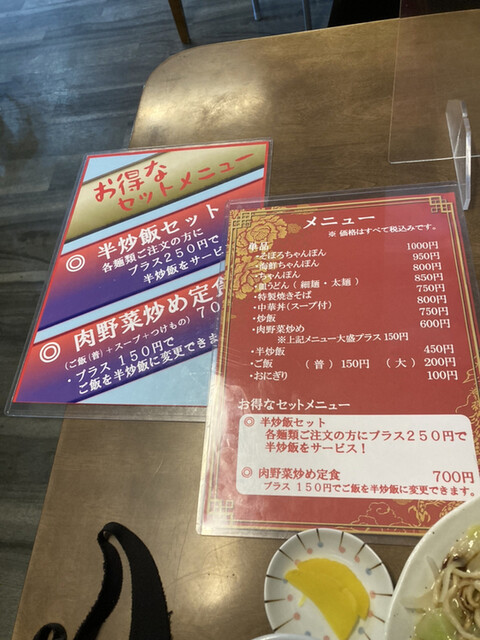 お得な
セットメニュー
◎ 半炒飯セット
各麺類ご注文の方に
プラス２５０円で
半炒飯をサービ
◎ 肉野菜炒め定食
(ご飯(普)+スープ+つけもの) 70
・プラス １５０円で
ご飯を半炒飯に変更できます
メニュー
※ 価格はすべて税込みです。
単品
・そぼろちゃんぽん 1000円
・海鮮ちゃんぽん 950円
・ちゃんぽん 800円
・皿うどん ( 細麺 ・ 太麺 ) 850円
・特製焼きそば 750円
・中華丼(スープ付) 800円
・炒飯 750円
・肉野菜炒め 600円
※上記メニュー大盛プラス 150円
・半炒飯 450円
・ご飯 ( 普 ) 150円 ( 大 ) 200円
・おにぎり 100円
お得なセットメニュー
◎ 半炒飯セット
各麺類ご注文の方にプラス２５０円で
半炒飯をサービス！
◎ 肉野菜炒め定食 700円
プラス １５０円でご飯を半炒飯に変更できます。